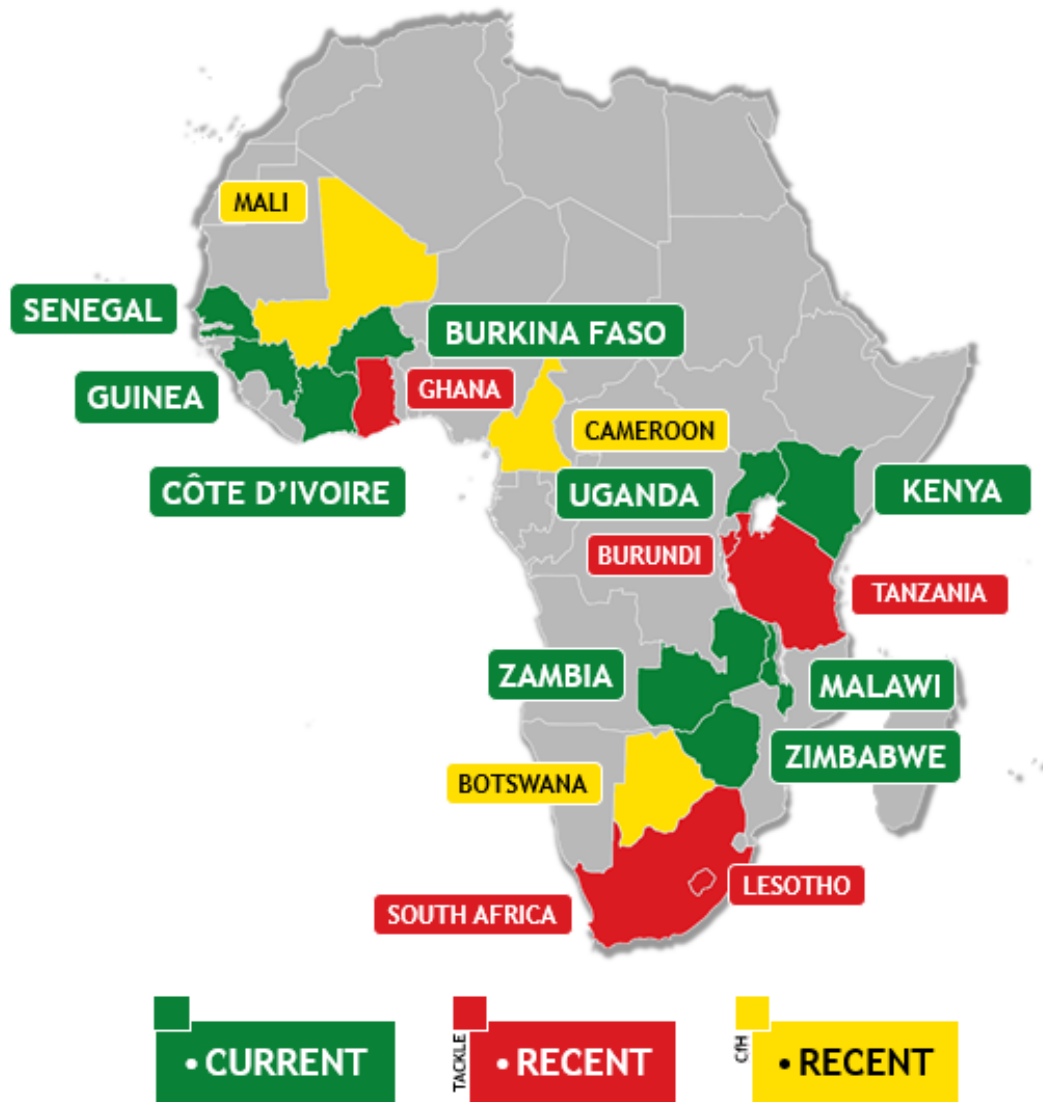 MALI
SENEGAL
BURKINA FASO
GUINEA
GHANA
CAMEROON
CÔTE D’IVOIRE
UGANDA
KENYA
BURUNDI
TANZANIA
ZAMBIA
MALAWI
ZIMBABWE
BOTSWANA
LESOTHO
SOUTH AFRICA
• CURRENT
TACKLE
• RECENT
CfH
• RECENT